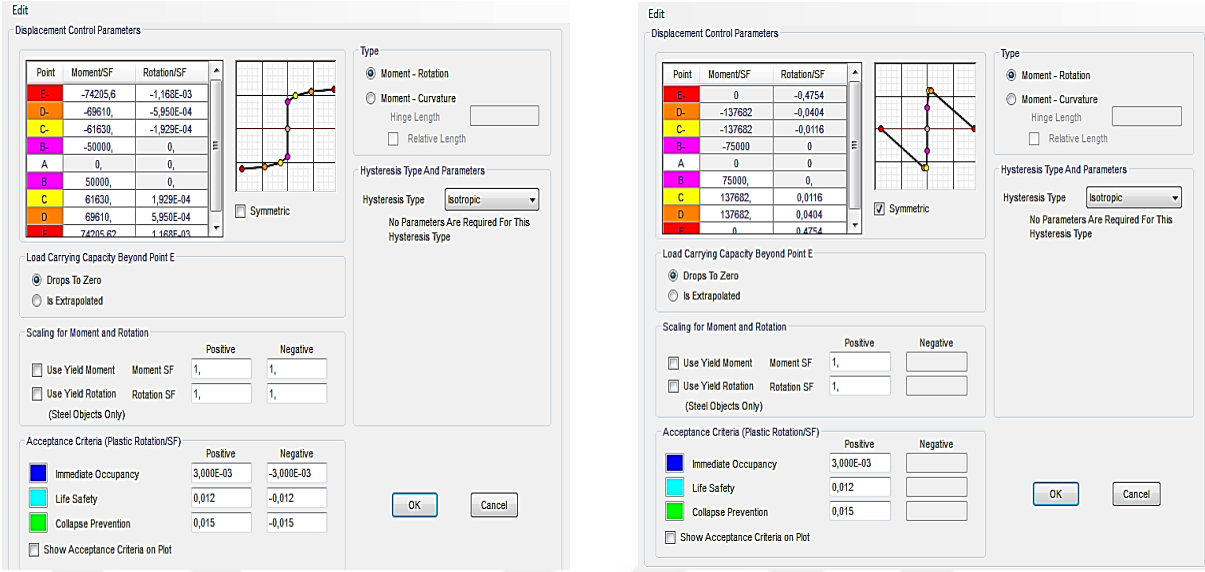 Edit
Displacement Control Parameters
Point Moment/SF Rotation/SF
E- -74205,6 -1,168E-03
D- -69610, -5,950E-04
C- -61630, -1,929E-04
B- -50000, 0,
A 0, 0,
B 50000, 0,
C 61630, 1,929E-04
D 69610, 5,950E-04
E 74205,62 1,168E-03
Symmetric
Load Carrying Capacity Beyond Point E
Drops To Zero
Is Extrapolated
Scaling for Moment and Rotation
Positive Negative
Use Yield Moment Moment SF 1, 1,
Use Yield Rotation Rotation SF 1, 1,
(Steel Objects Only)
Acceptance Criteria (Plastic Rotation/SF)
Positive Negative
Immediate Occupancy 3,000E-03 -3,000E-03
Life Safety 0,012 -0,012
Collapse Prevention 0,015 -0,015
Show Acceptance Criteria on Plot
Type
Moment - Rotation
Moment - Curvature
Hinge Length
Relative Length
Hysteresis Type And Parameters
Hysteresis Type Isotropic
No Parameters Are Required For This
Hysteresis Type
OK Cancel
Edit
Displacement Control Parameters
Point Moment/SF Rotation/SF
E- 0 -0,4754
D- -137682 -0,0404
C- -137682 -0,0116
B- -75000 0
A 0 0
B 75000, 0,
C 137682, 0,0116
D 137682, 0,0404
E 0 0,4754
Symmetric
Load Carrying Capacity Beyond Point E
Drops To Zero
Is Extrapolated
Scaling for Moment and Rotation
Positive Negative
Use Yield Moment Moment SF 1,
Use Yield Rotation Rotation SF 1,
(Steel Objects Only)
Acceptance Criteria (Plastic Rotation/SF)
Positive Negative
Immediate Occupancy 3,000E-03
Life Safety 0,012
Collapse Prevention 0,015
Show Acceptance Criteria on Plot
Type
Moment - Rotation
Moment - Curvature
Hinge Length
Relative Length
Hysteresis Type And Parameters
Hysteresis Type Isotropic
No Parameters Are Required For This
Hysteresis Type
OK Cancel